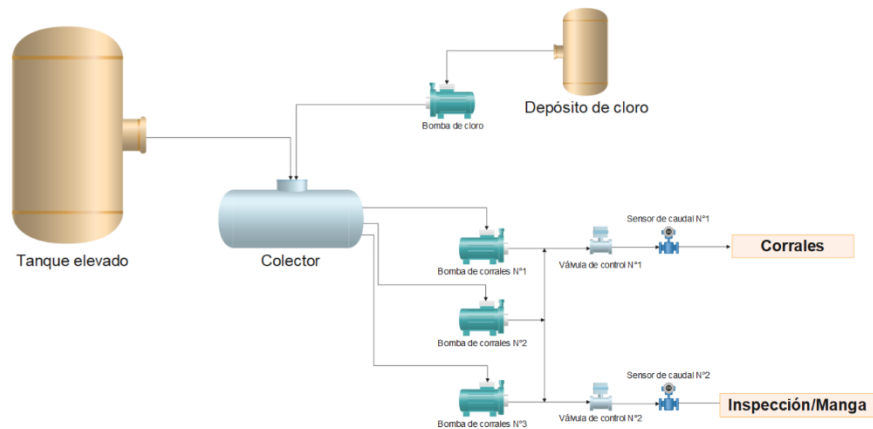 Depósito de cloro
Bomba de cloro
Tanque elevado
Colector
Bomba de corrales N°1
Válvula de control N°1
Sensor de caudal N°1
Corrales
Bomba de corrales N°2
Bomba de corrales N°3
Válvula de control N°2
Sensor de caudal N°2
Inspección/Manga